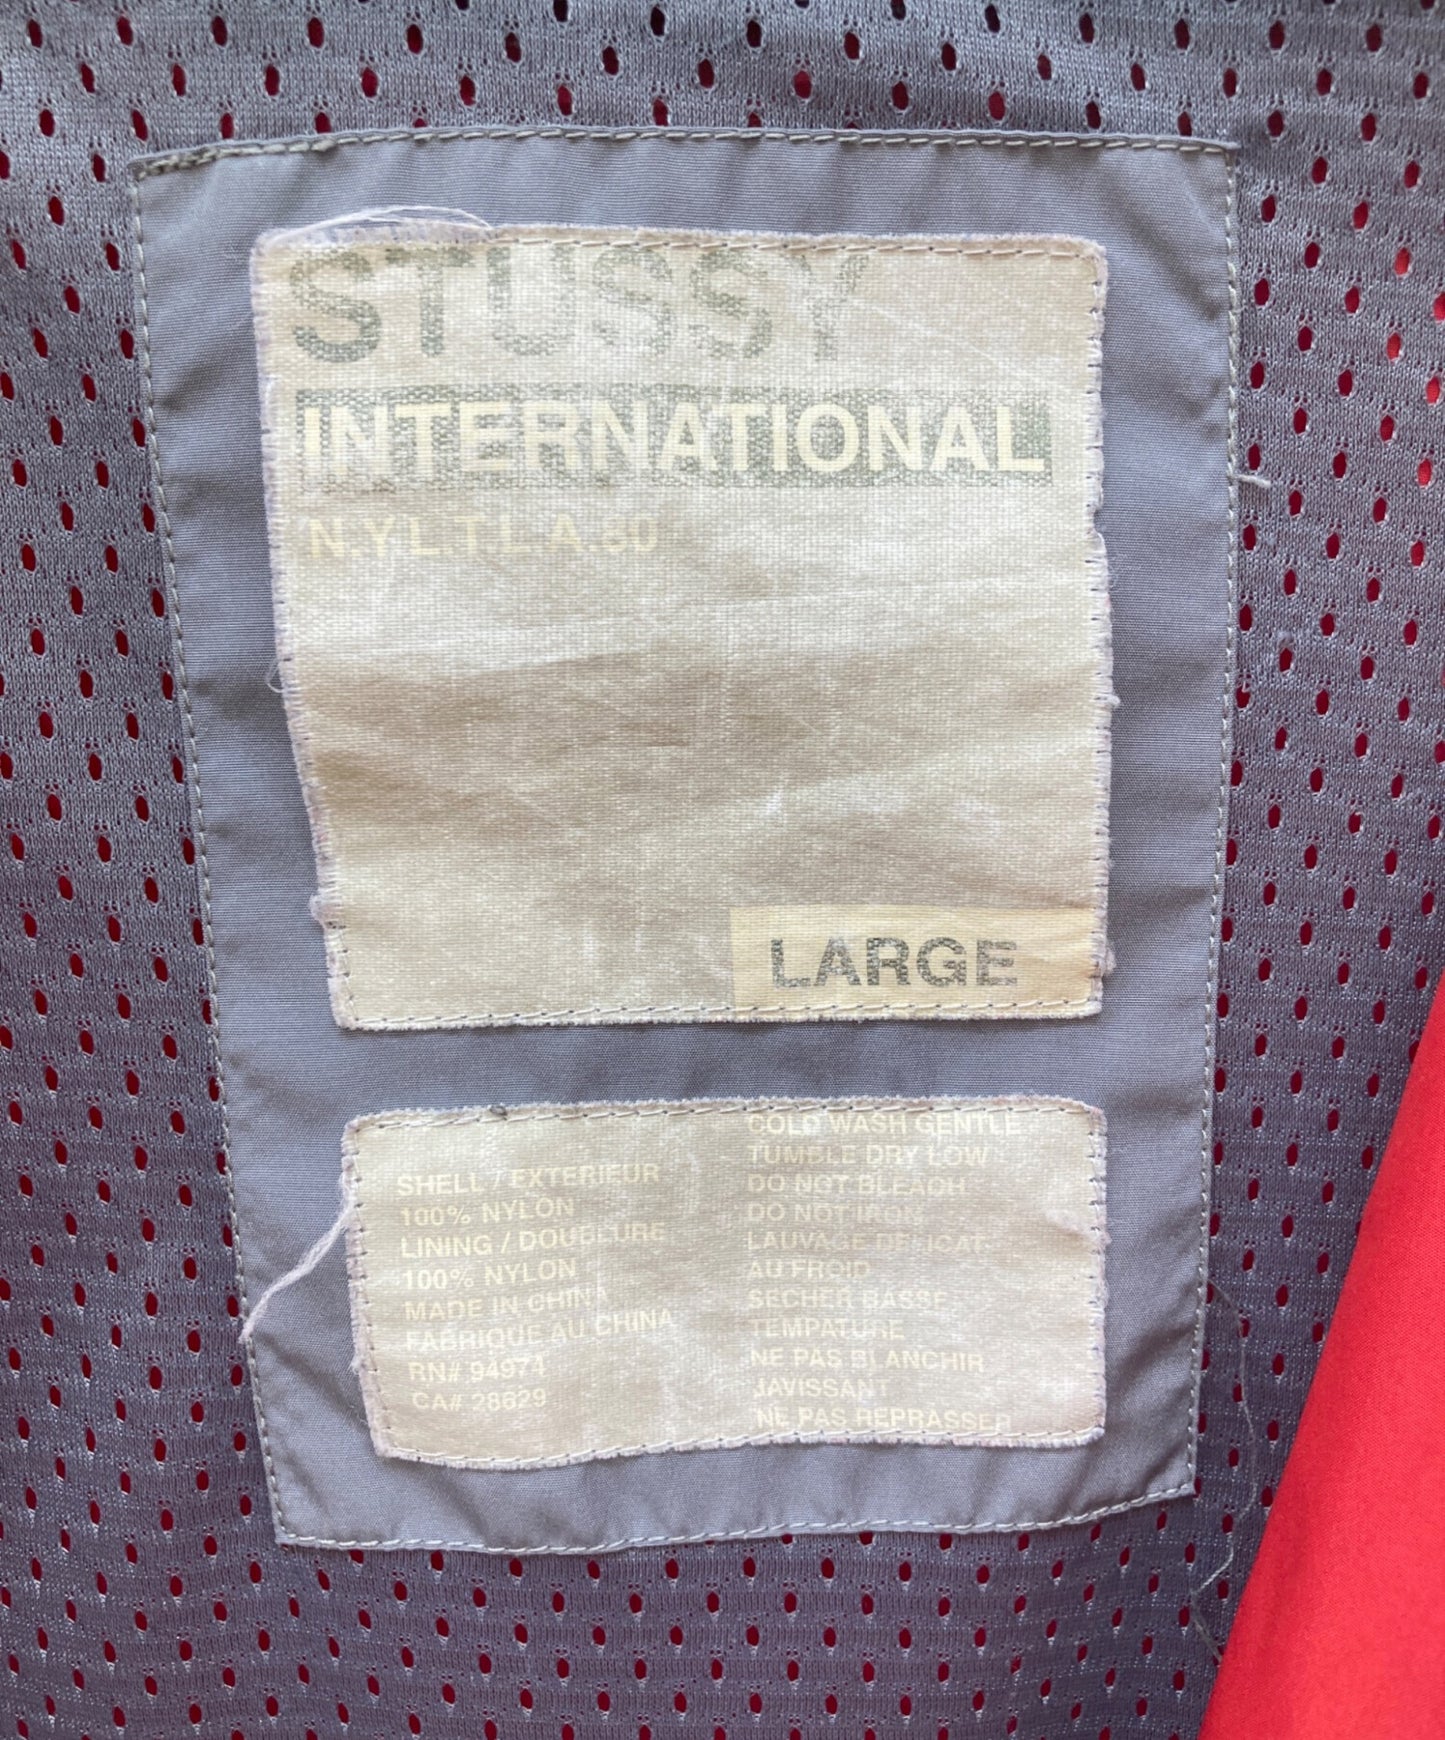 STUSSY
INTERNATIONAL
N.Y L.T.L.A.80
LARGE
SHELL / EXTERIEUR
100% NYLON
LINING / DOUBLURE
100% NYLON
MADE IN CHINA
FABRIQUE AU CHINA
RN# 94974
CA# 28629
COLD WASH GENTLE
TUMBLE DRY LOW
DO NOT BLEACH
DO NOT IRON
LAUVAGE DELICAT-
AU FROID
SECHER BASSE
TEMPATURE
NE PAS BLANCHIR
JAVISSANT
NE PAS REPRASSER